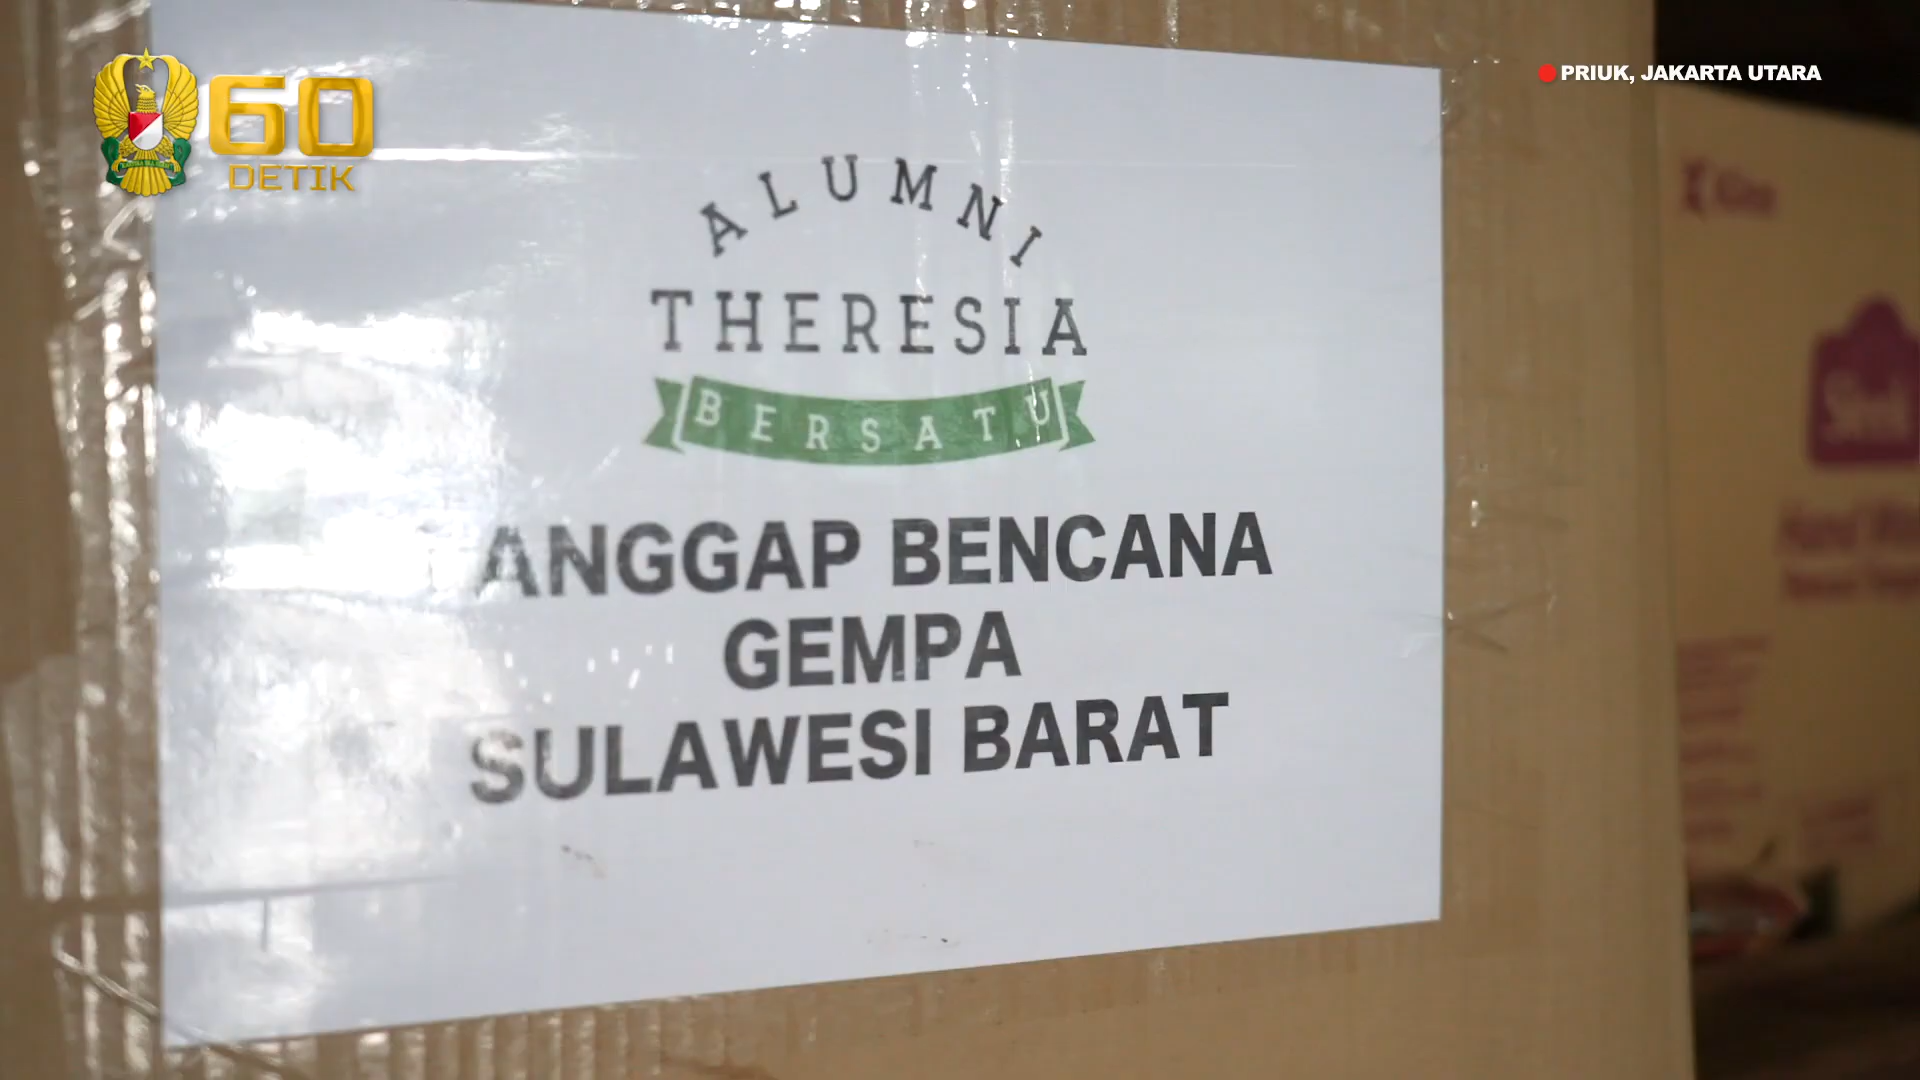 60
DETIK
PRIUK, JAKARTA UTARA
ALUMNI
THERESIA
BERSATU
ANGGAP BENCANA
GEMPA
SULAWESI BARAT